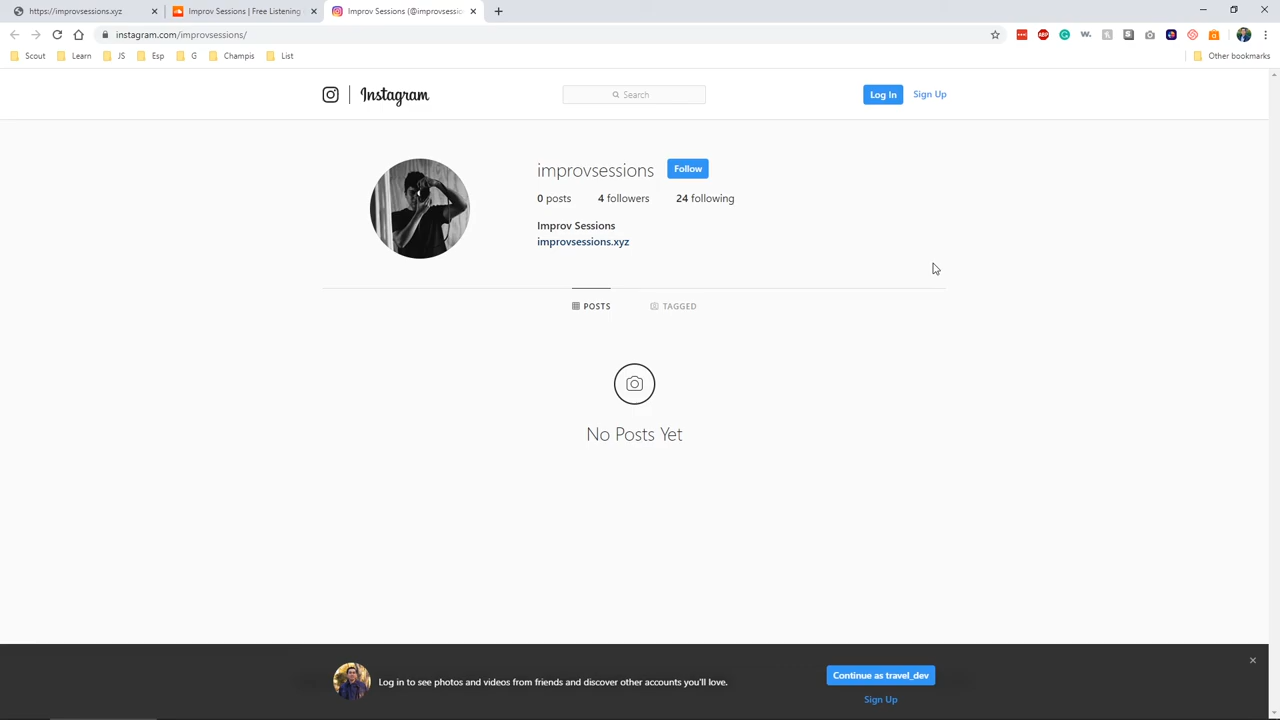 https://improvsessions.xyz
Improv Sessions | Free Listening
Improv Sessions (@improvsessio
instagram.com/improvsessions/
Scout
Learn
JS
Esp
G
Champis
List
Other bookmarks
Instagram
Search
Log In
Sign Up
improvsessions
Follow
0 posts
4 followers
24 following
Improv Sessions
improvsessions.xyz
POSTS
TAGGED
No Posts Yet
Log in to see photos and videos from friends and discover other accounts you'll love.
Continue as travel_dev
Sign Up